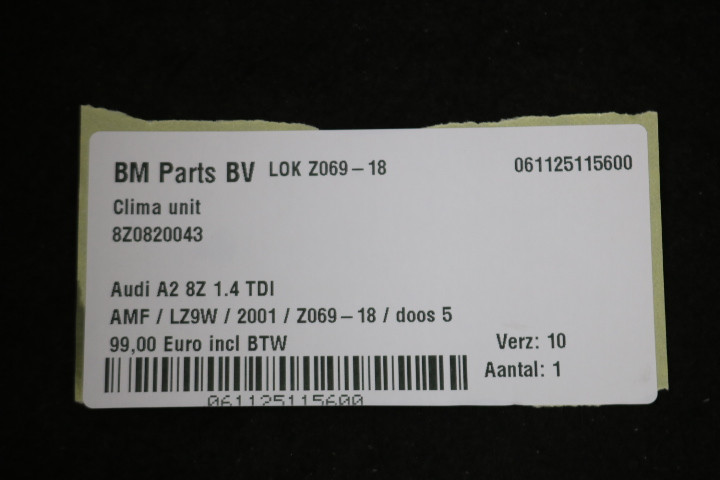 BM Parts BV LOK Z069-18 061125115600
Clima unit
8Z0820043
Audi A2 8Z 1.4 TDI
AMF / LZ9W / 2001 / Z069-18 / doos 5
99,00 Euro incl BTW Verz: 10
Aantal: 1
061125115600